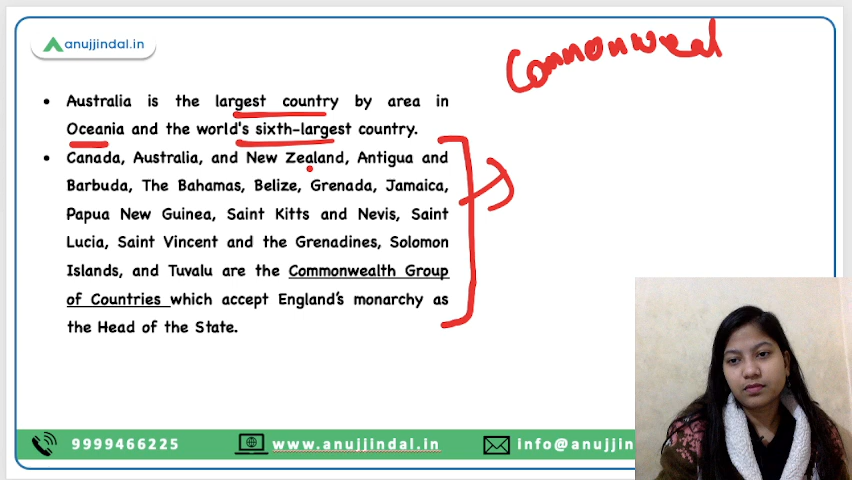 anujjindal.in
Commonweal
• Australia is the largest country by area in
Oceania and the world's sixth-largest country.
• Canada, Australia, and New Zealand, Antigua and
Barbuda, The Bahamas, Belize, Grenada, Jamaica,
Papua New Guinea, Saint Kitts and Nevis, Saint
Lucia, Saint Vincent and the Grenadines, Solomon
Islands, and Tuvalu are the Commonwealth Group
of Countries which accept England's monarchy as
the Head of the State.
9999466225
www.anujjindal.in
info@anujjin